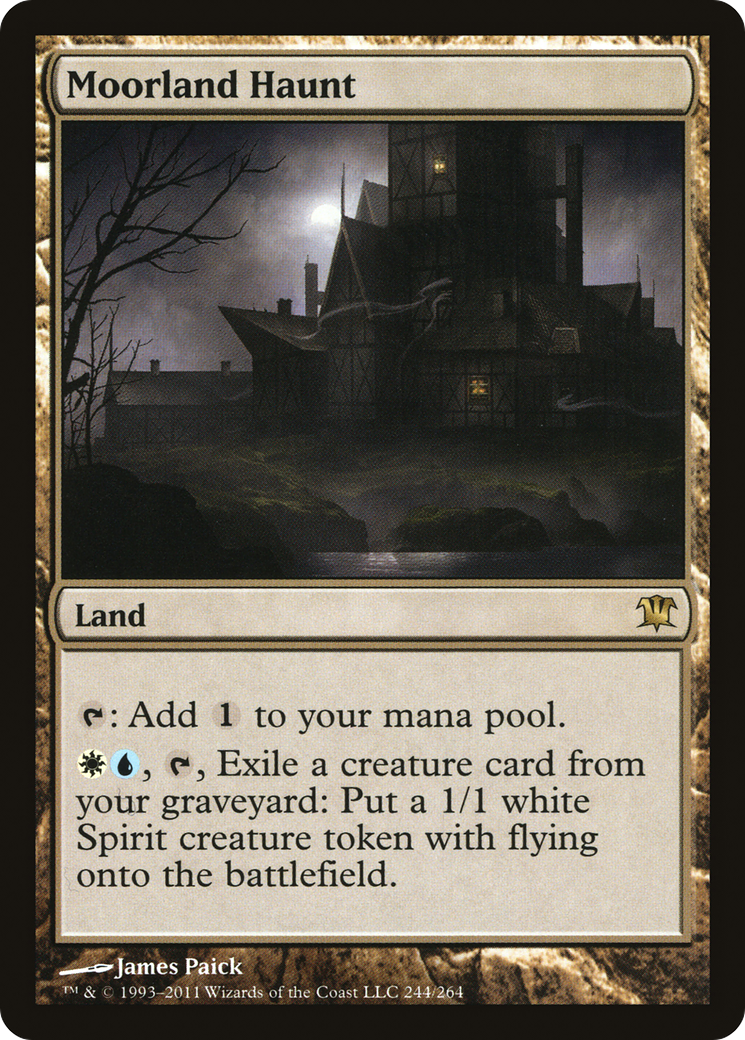 Moorland Haunt
Land
: Add 1 to your mana pool.
, , Exile a creature card from
your graveyard: Put a 1/1 white
Spirit creature token with flying
onto the battlefield.
James Paick
™ & © 1993–2011 Wizards of the Coast LLC 244/264